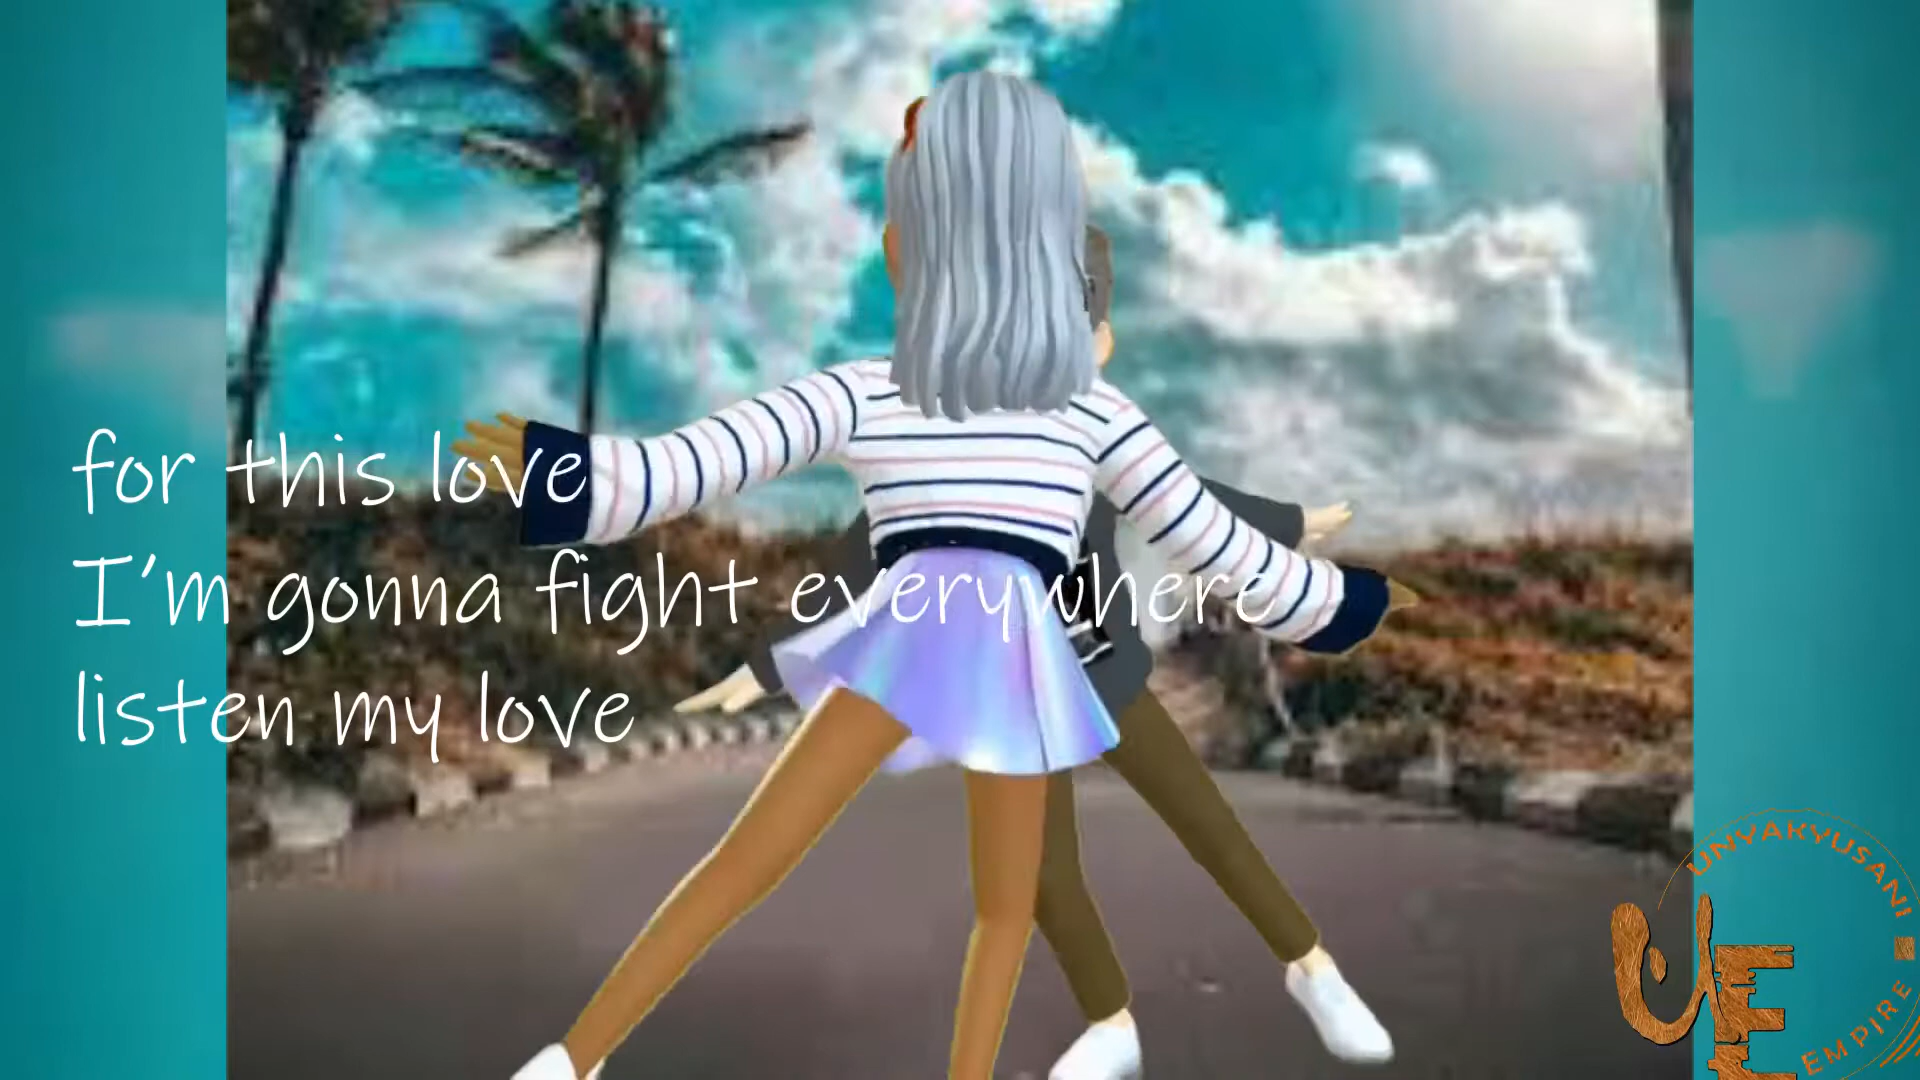 for this love
I'm gonna fight everywhere
listen my love
UNYAKYUSANI
UE
EMPIRE